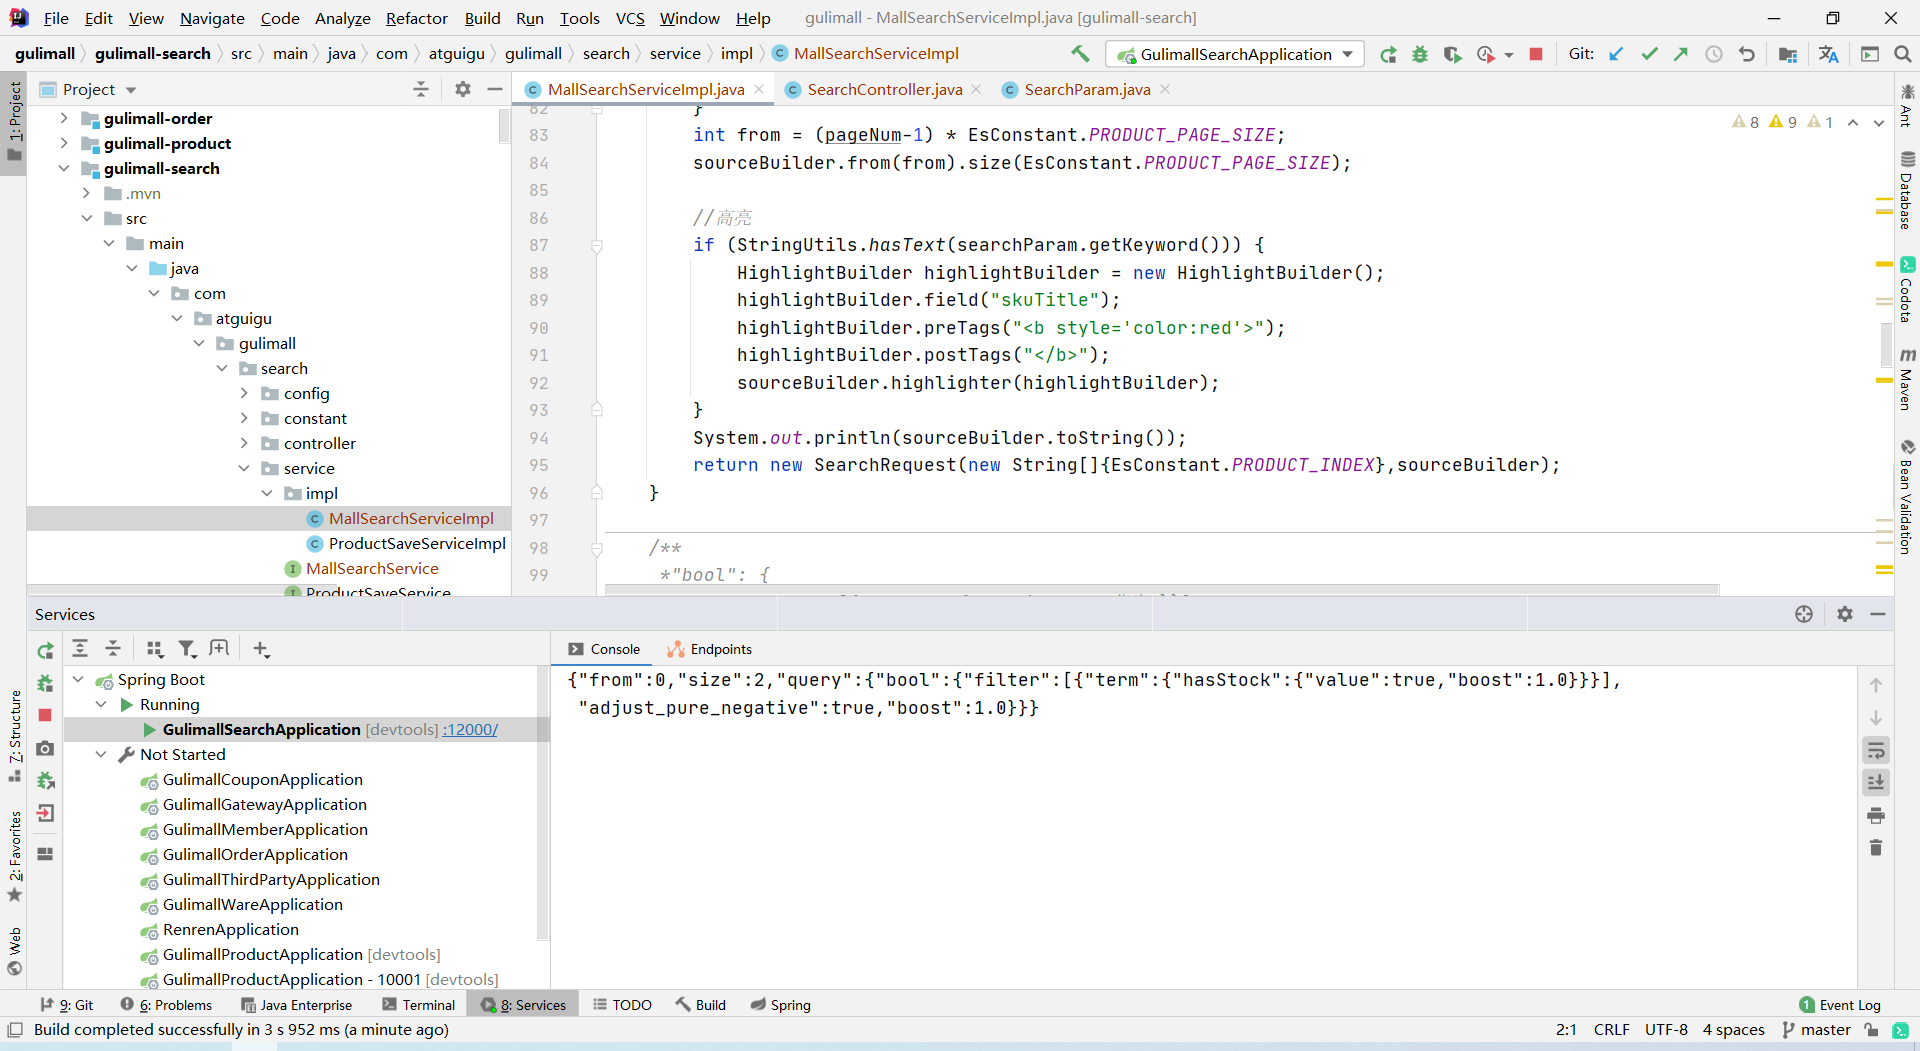 File Edit View Navigate Code Analyze Refactor Build Run Tools VCS Window Help gulimall - MallSearchServiceImpl.java [gulimall-search]
gulimall gulimall-search src main java com atguigu gulimall search service impl MallSearchServiceImpl GulimallSearchApplication Git:
1: Project
Project
gulimall-order
gulimall-product
gulimall-search
.mvn
src
main
java
com
atguigu
gulimall
search
config
constant
controller
service
impl
MallSearchServiceImpl
ProductSaveServiceImpl
MallSearchService
ProductSaveService
MallSearchServiceImpl.java SearchController.java SearchParam.java
8 9 1
82 }
83 int from = (pageNum-1) * EsConstant.PRODUCT_PAGE_SIZE;
84 sourceBuilder.from(from).size(EsConstant.PRODUCT_PAGE_SIZE);
85
86 //高亮
87 if (StringUtils.hasText(searchParam.getKeyword())) {
88 HighlightBuilder highlightBuilder = new HighlightBuilder();
89 highlightBuilder.field("skuTitle");
90 highlightBuilder.preTags("<b style='color:red'>");
91 highlightBuilder.postTags("</b>");
92 sourceBuilder.highlighter(highlightBuilder);
93 }
94 System.out.println(sourceBuilder.toString());
95 return new SearchRequest(new String[]{EsConstant.PRODUCT_INDEX},sourceBuilder);
96 }
97
98 /**
99 *"bool": {
Ant
Database
Codota
Maven
Bean Validation
Services
7: Structure
2: Favorites
Web
Spring Boot
Running
GulimallSearchApplication [devtools] :12000/
Not Started
GulimallCouponApplication
GulimallGatewayApplication
GulimallMemberApplication
GulimallOrderApplication
GulimallThirdPartyApplication
GulimallWareApplication
RenrenApplication
GulimallProductApplication [devtools]
GulimallProductApplication - 10001 [devtools]
Console Endpoints
{"from":0,"size":2,"query":{"bool":{"filter":[{"term":{"hasStock":{"value":true,"boost":1.0}}}],
"adjust_pure_negative":true,"boost":1.0}}}
9: Git 6: Problems Java Enterprise Terminal 8: Services TODO Build Spring 1 Event Log
Build completed successfully in 3 s 952 ms (a minute ago) 2:1 CRLF UTF-8 4 spaces master